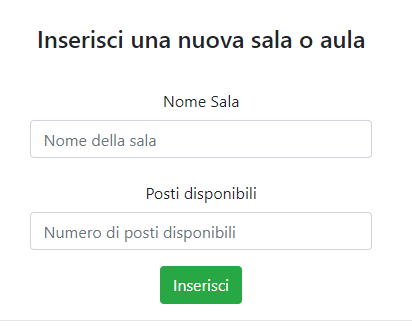 Inserisci una nuova sala o aula
Nome Sala
Nome della sala
Posti disponibili
Numero di posti disponibili
Inserisci